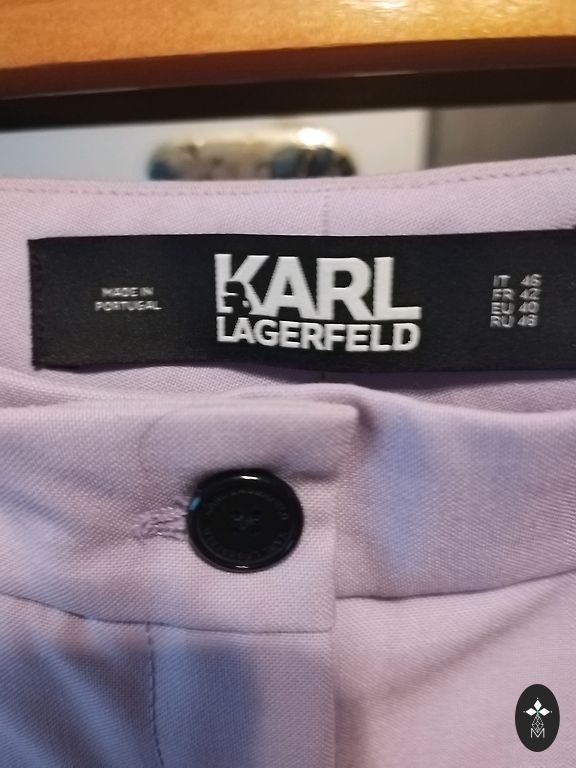 MADE IN
PORTUGAL
KARL
LAGERFELD
IT 46
FR 42
EU 40
RU 48
M